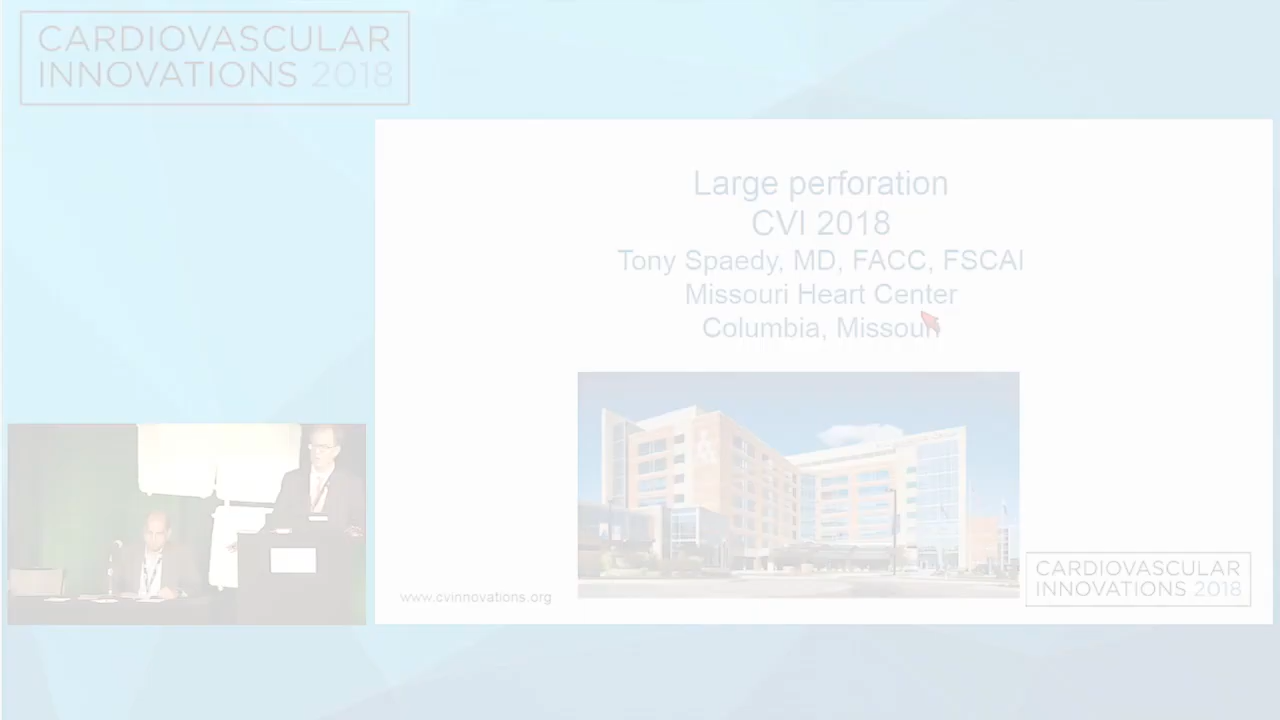 CARDIOVASCULAR
INNOVATIONS 2018
Large perforation
CVI 2018
Tony Spaedy, MD, FACC, FSCAI
Missouri Heart Center
Columbia, Missouri
www.cvinnovations.org
CARDIOVASCULAR
INNOVATIONS 2018